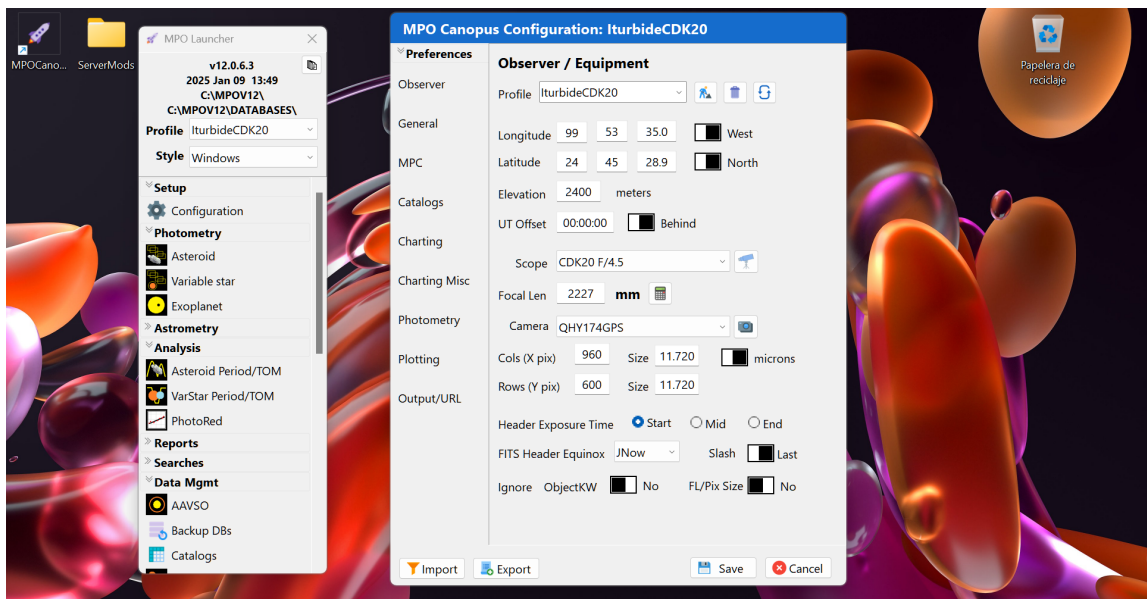 MPOCano...
ServerMods
MPO Launcher
v12.0.6.3
2025 Jan 09 13:49
C:\MPOV12\
C:\MPOV12\DATABASES\
Profile IturbideCDK20
Style Windows
Setup
Configuration
Photometry
Asteroid
Variable star
Exoplanet
Astrometry
Analysis
Asteroid Period/TOM
VarStar Period/TOM
PhotoRed
Reports
Searches
Data Mgmt
AAVSO
Backup DBs
Catalogs
MPO Canopus Configuration: IturbideCDK20
Preferences
Observer
General
MPC
Catalogs
Charting
Charting Misc
Photometry
Plotting
Output/URL
Observer / Equipment
Profile IturbideCDK20
Longitude 99 53 35.0 West
Latitude 24 45 28.9 North
Elevation 2400 meters
UT Offset 00:00:00 Behind
Scope CDK20 F/4.5
Focal Len 2227 mm
Camera QHY174GPS
Cols (X pix) 960 Size 11.720 microns
Rows (Y pix) 600 Size 11.720
Header Exposure Time Start Mid End
FITS Header Equinox JNow Slash Last
Ignore ObjectKW No FL/Pix Size No
Import Export Save Cancel
Papelera de
reciclaje